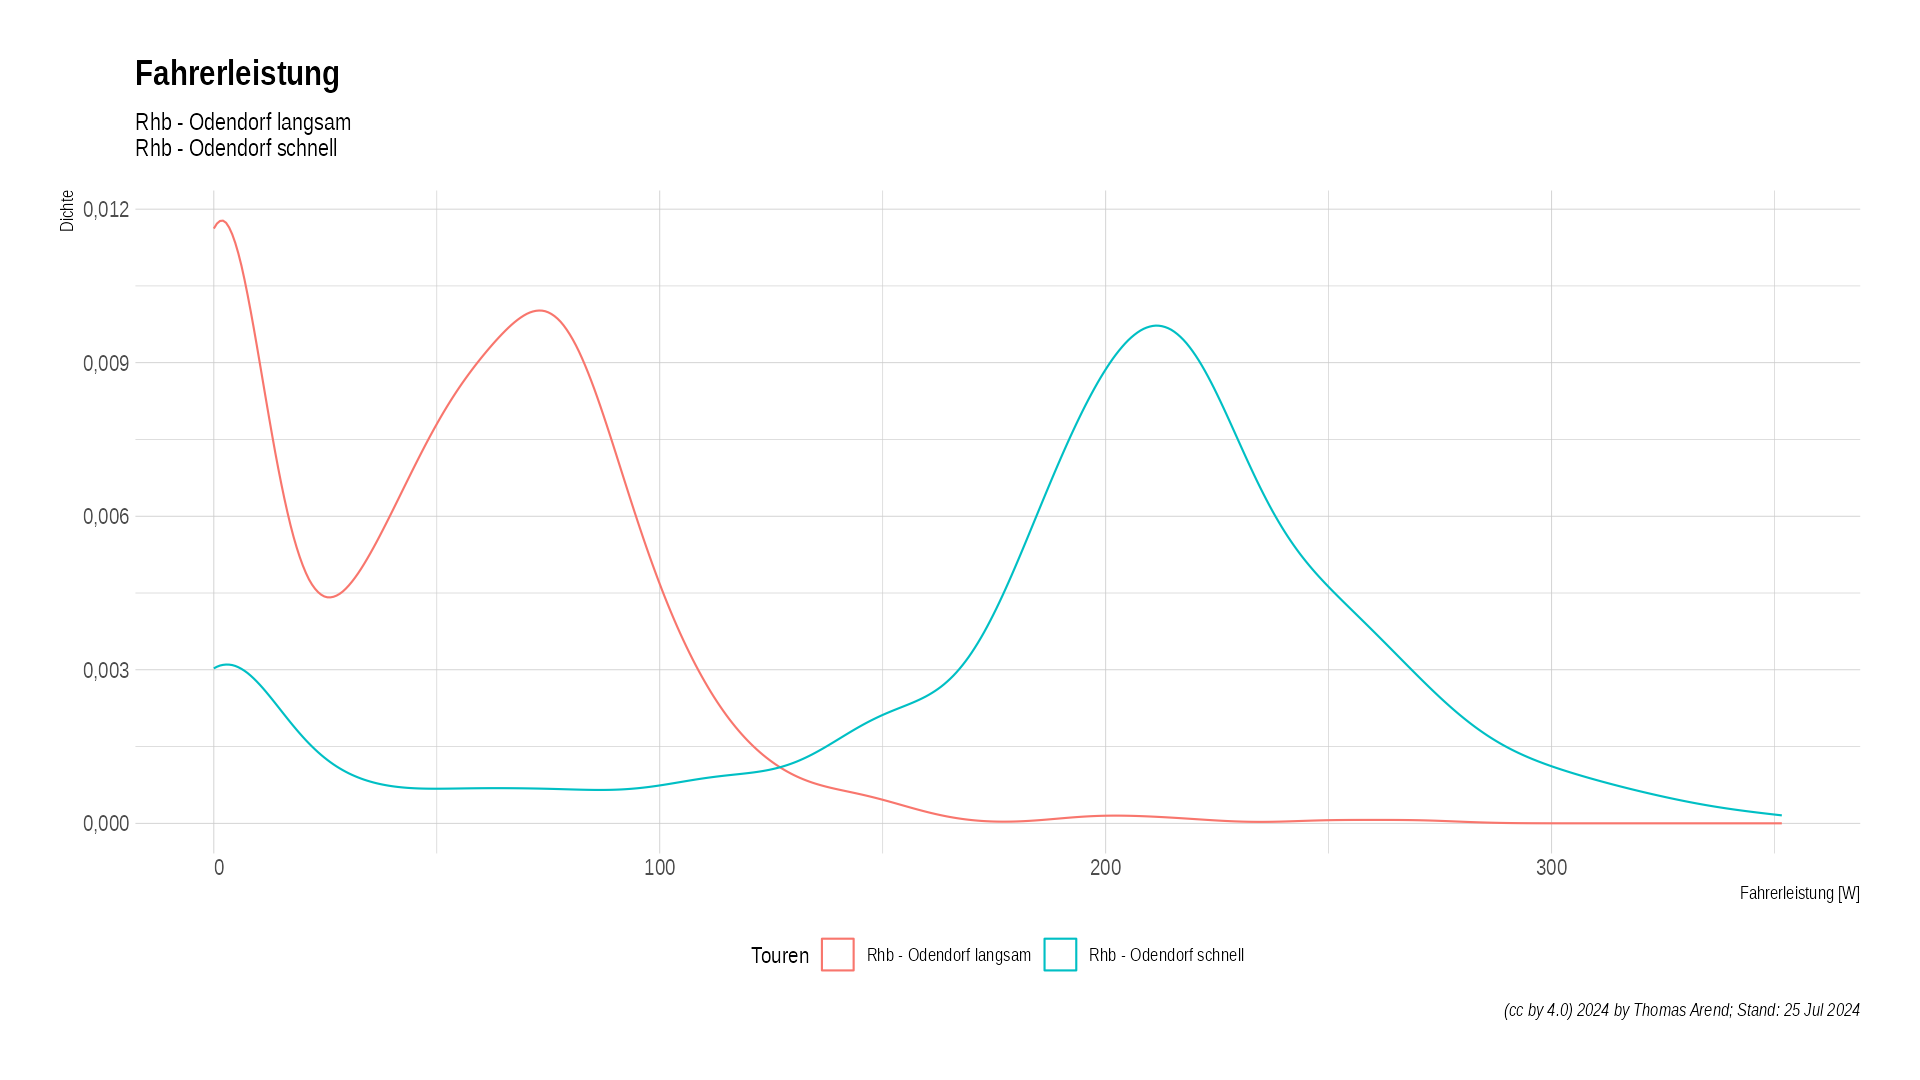 Fahrerleistung
Rhb - Odendorf langsam
Rhb - Odendorf schnell
Dichte
0,012
0,009
0,006
0,003
0,000
0 100 200 300
Fahrerleistung [W]
Touren Rhb - Odendorf langsam Rhb - Odendorf schnell
(cc by 4.0) 2024 by Thomas Arend; Stand: 25 Jul 2024